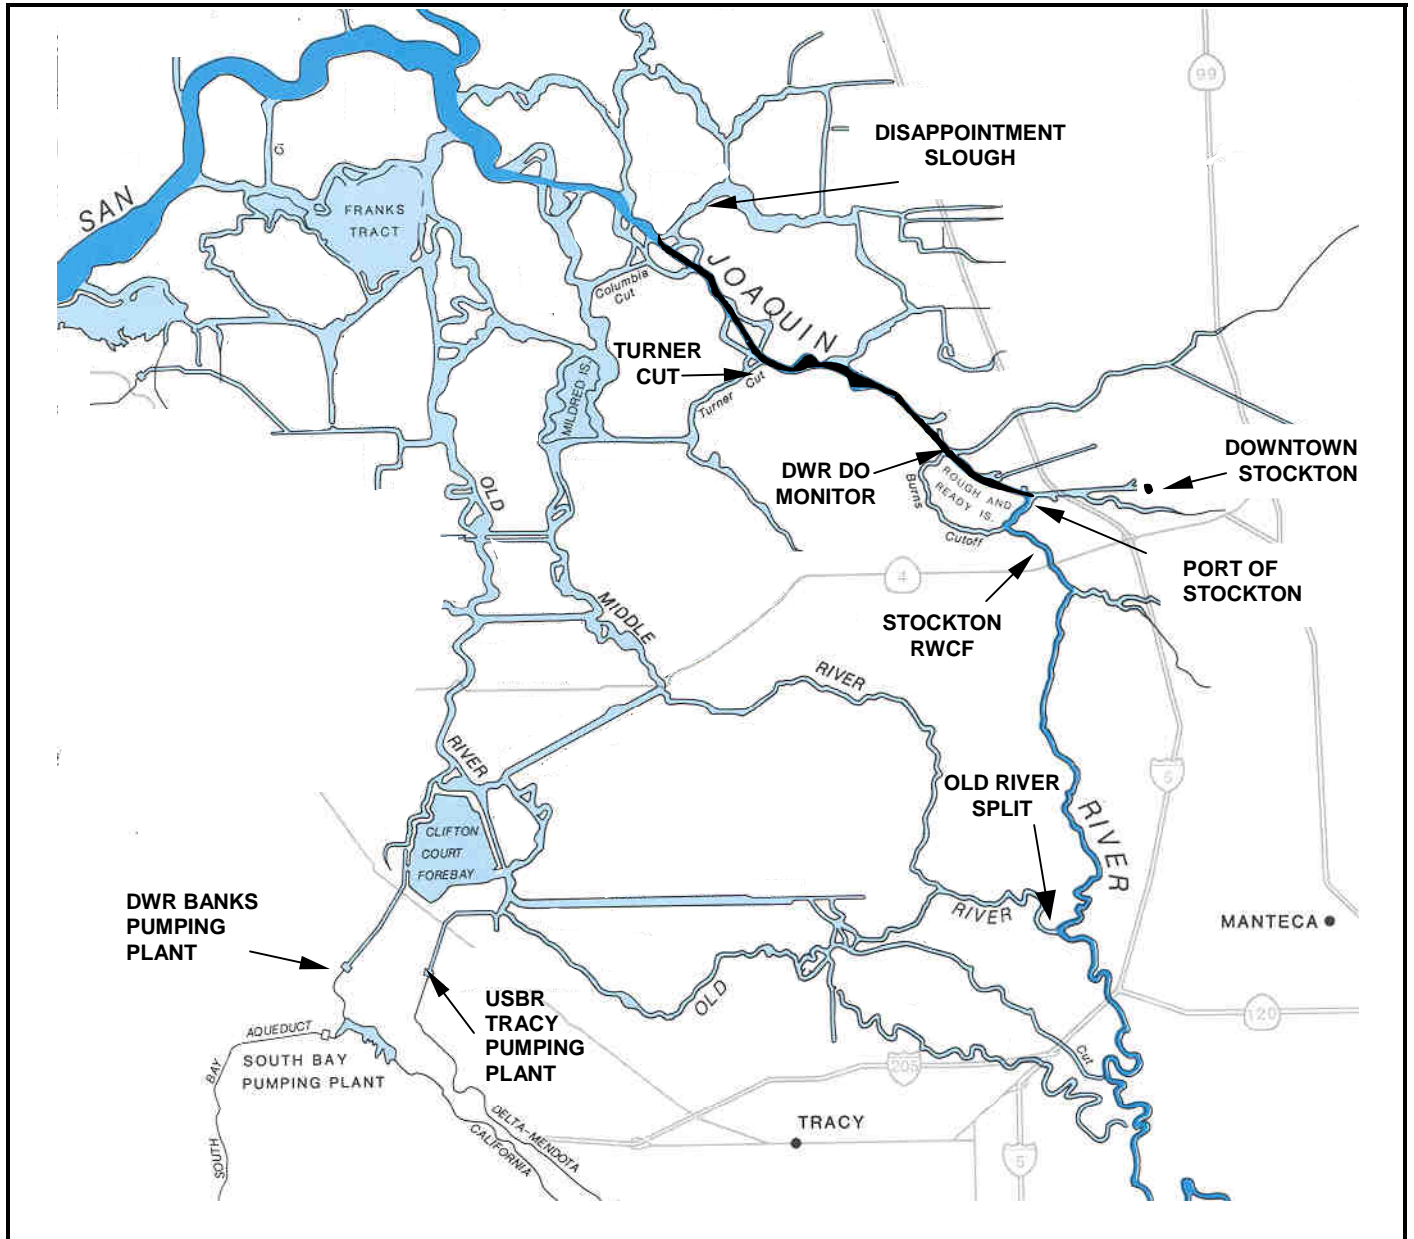 99
DISAPPOINTMENT
SLOUGH
SAN
FRANKS
TRACT
JOAQUIN
Columbia
Cut
TURNER
CUT
Turner
Cut
MILDRED IS.
DWR DO
MONITOR
ROUGH AND
READY IS.
Burns
Cutoff
DOWNTOWN
STOCKTON
PORT OF
STOCKTON
STOCKTON
RWCF
4
OLD
RIVER
MIDDLE
RIVER
5
OLD RIVER
SPLIT
RIVER
CLIFTON
COURT
FOREBAY
DWR BANKS
PUMPING
PLANT
RIVER
MANTECA
USBR
TRACY
PUMPING
PLANT
OLD
120
Cut
205
AQUEDUCT
SOUTH BAY
PUMPING PLANT
SOUTH
BAY
DELTA-MENDOTA
CALIFORNIA
TRACY
5